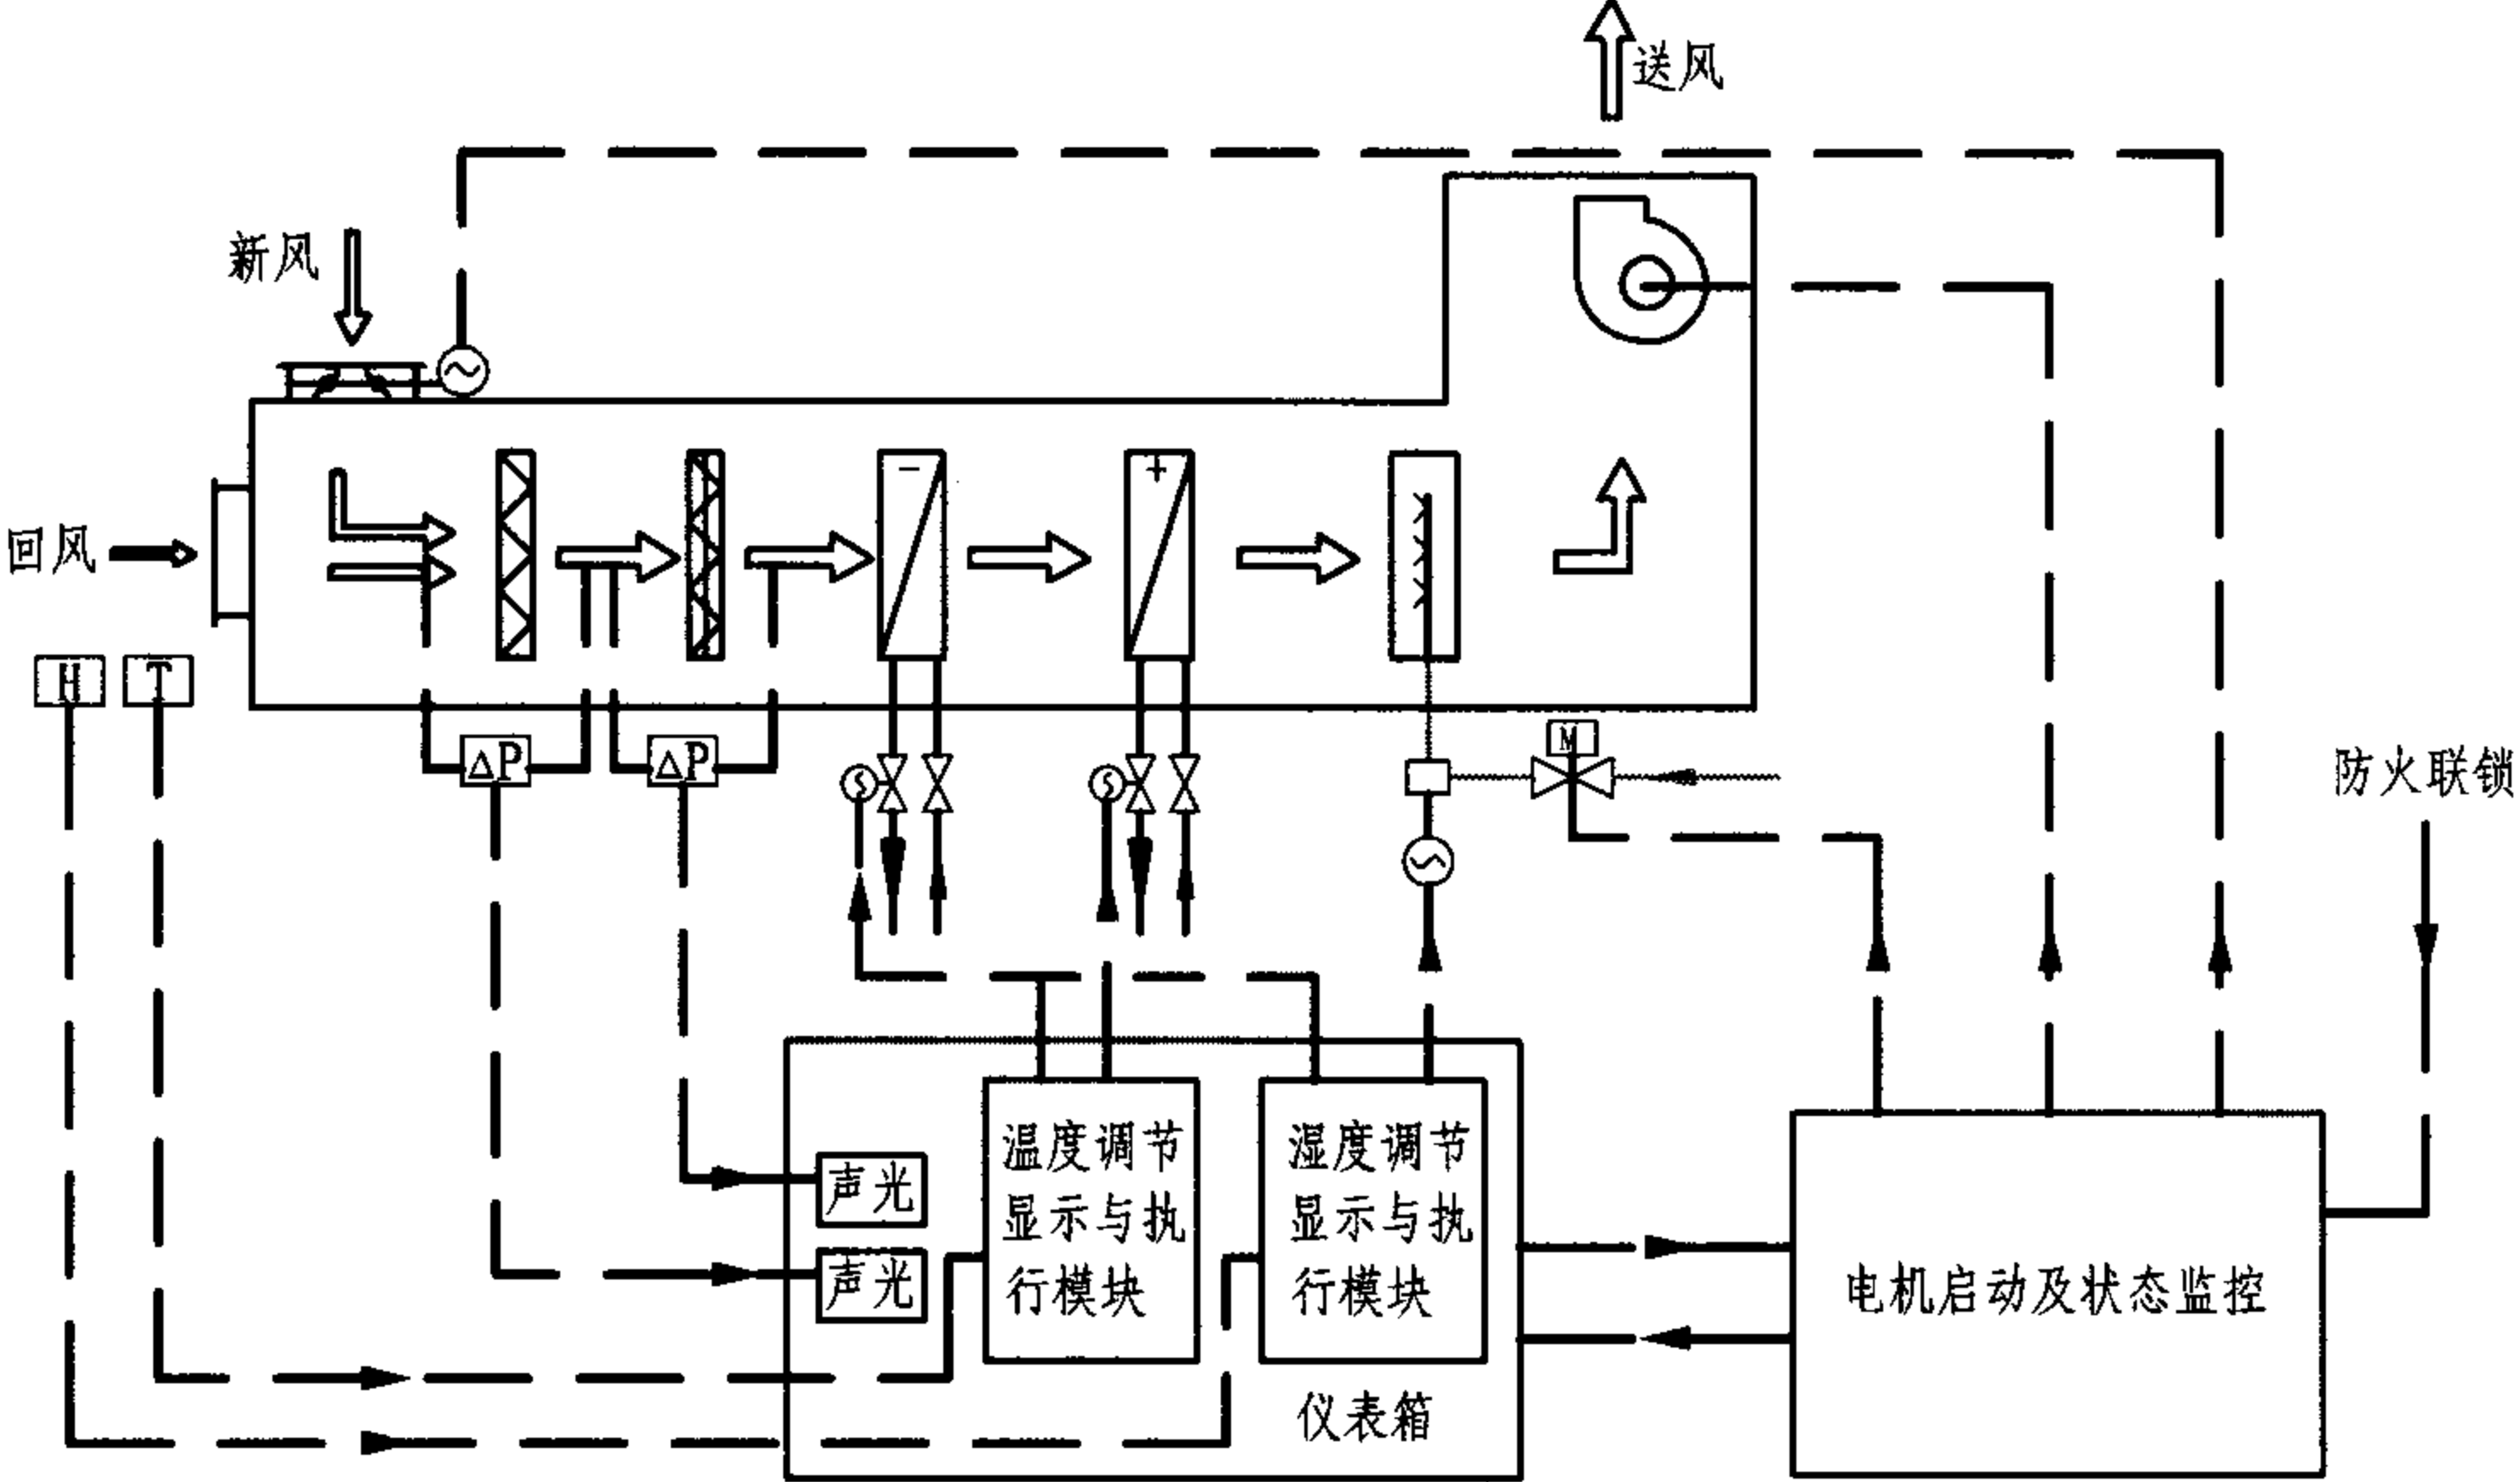 送风
新风
回风
−
+
H
T
ΔP
ΔP
M
防火联锁
声光
声光
温度调节
显示与执
行模块
湿度调节
显示与执
行模块
仪表箱
电机启动及状态监控